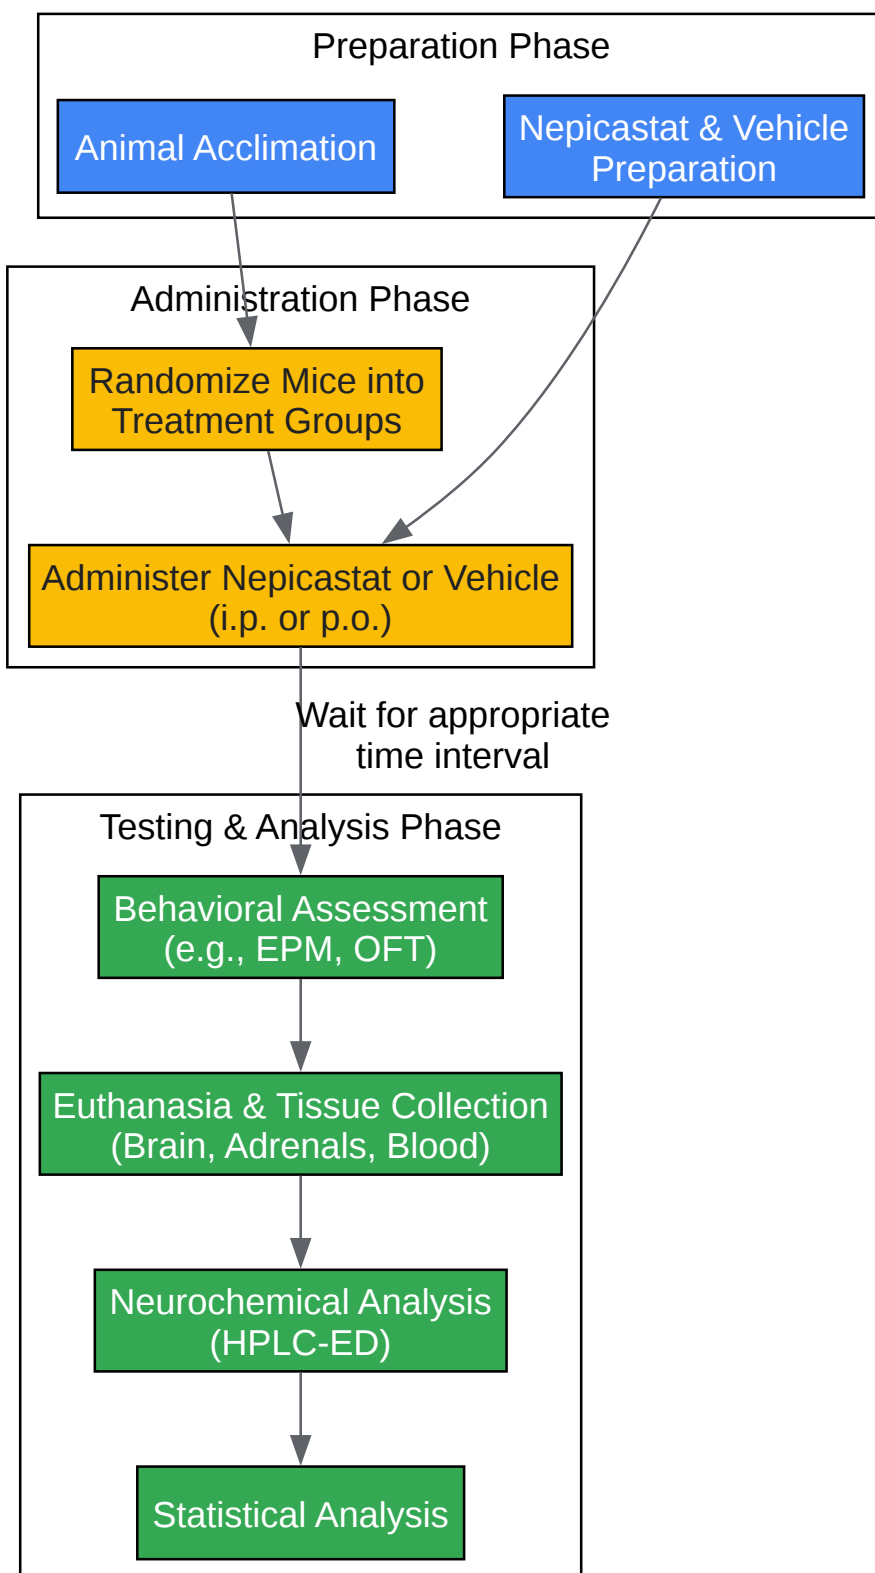 Preparation Phase
Animal Acclimation
Nepicastat & Vehicle
Preparation
Administration Phase
Randomize Mice into
Treatment Groups
Administer Nepicastat or Vehicle
(i.p. or p.o.)
Wait for appropriate
time interval
Testing & Analysis Phase
Behavioral Assessment
(e.g., EPM, OFT)
Euthanasia & Tissue Collection
(Brain, Adrenals, Blood)
Neurochemical Analysis
(HPLC-ED)
Statistical Analysis